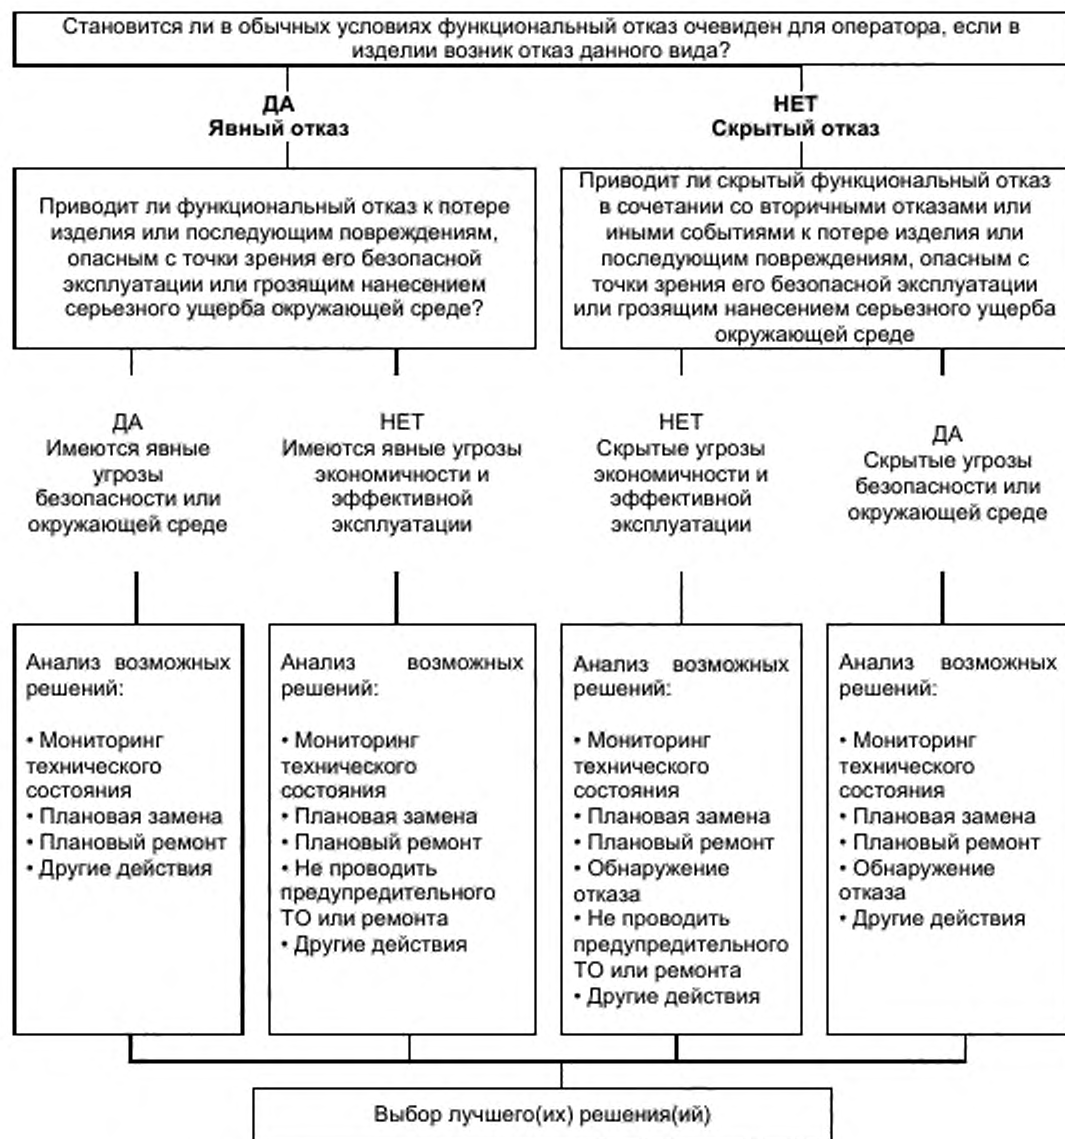 Становится ли в обычных условиях функциональный отказ очевиден для оператора, если в
изделии возник отказ данного вида?
ДА
Явный отказ
НЕТ
Скрытый отказ
Приводит ли функциональный отказ к потере
изделия или последующим повреждениям,
опасным с точки зрения его безопасной
эксплуатации или грозящим нанесением
серьезного ущерба окружающей среде?
Приводит ли скрытый функциональный отказ
в сочетании со вторичными отказами или
иными событиями к потере изделия или
последующим повреждениям, опасным с
точки зрения его безопасной эксплуатации
или грозящим нанесением серьезного ущерба
окружающей среде
ДА
Имеются явные
угрозы
безопасности или
окружающей среде
НЕТ
Имеются явные угрозы
экономичности и
эффективной
эксплуатации
НЕТ
Скрытые угрозы
экономичности и
эффективной
эксплуатации
ДА
Скрытые угрозы
безопасности или
окружающей среде
Анализ возможных
решений:
• Мониторинг
технического
состояния
• Плановая замена
• Плановый ремонт
• Другие действия
Анализ возможных
решений:
• Мониторинг
технического
состояния
• Плановая замена
• Плановый ремонт
• Не проводить
предупредительного
ТО или ремонта
• Другие действия
Анализ возможных
решений:
• Мониторинг
технического
состояния
• Плановая замена
• Плановый ремонт
• Обнаружение
отказа
• Не проводить
предупредительного
ТО или ремонта
• Другие действия
Анализ возможных
решений:
• Мониторинг
технического
состояния
• Плановая замена
• Плановый ремонт
• Обнаружение
отказа
• Другие действия
Выбор лучшего(их) решения(ий)